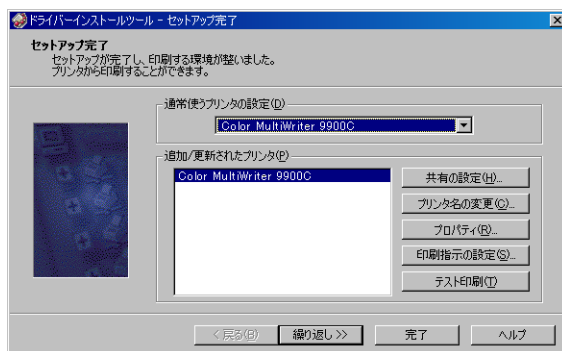 ドライバーインストールツール - セットアップ完了
セットアップ完了
セットアップが完了し、印刷する環境が整いました。
プリンタから印刷することができます。
通常使うプリンタの設定(D)
Color MultiWriter 9900C
追加/更新されたプリンタ(P)
Color MultiWriter 9900C
共有の設定(H)...
プリンタ名の変更(C)...
プロパティ(R)...
印刷指示の設定(S)...
テスト印刷(T)
< 戻る(B)
繰り返し >>
完了
ヘルプ